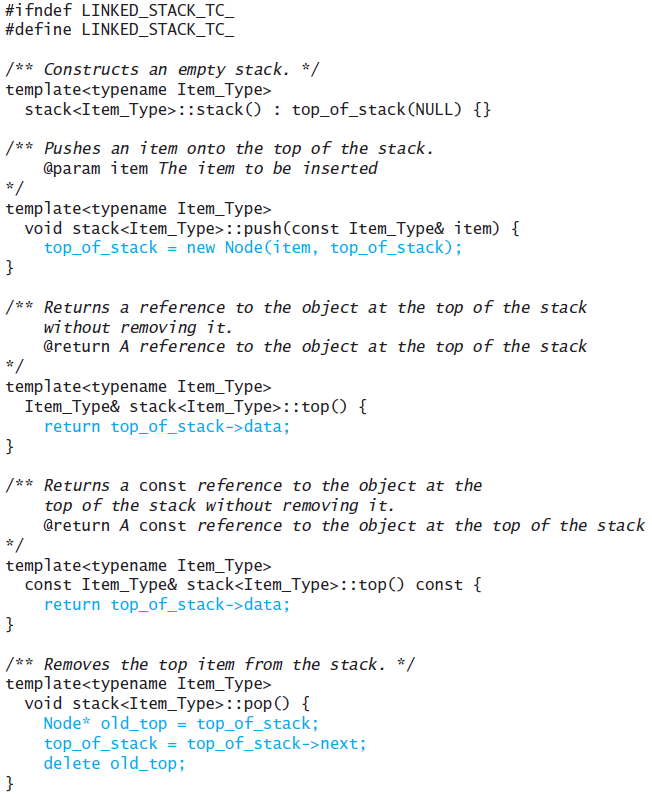 #ifndef LINKED_STACK_TC_
#define LINKED_STACK_TC_
/** Constructs an empty stack. */
template<typename Item_Type>
stack<Item_Type>::stack() : top_of_stack(NULL) {}
/** Pushes an item onto the top of the stack.
@param item The item to be inserted
*/
template<typename Item_Type>
void stack<Item_Type>::push(const Item_Type& item) {
top_of_stack = new Node(item, top_of_stack);
}
/** Returns a reference to the object at the top of the stack
without removing it.
@return A reference to the object at the top of the stack
*/
template<typename Item_Type>
Item_Type& stack<Item_Type>::top() {
return top_of_stack->data;
}
/** Returns a const reference to the object at the
top of the stack without removing it.
@return A const reference to the object at the top of the stack
*/
template<typename Item_Type>
const Item_Type& stack<Item_Type>::top() const {
return top_of_stack->data;
}
/** Removes the top item from the stack. */
template<typename Item_Type>
void stack<Item_Type>::pop() {
Node* old_top = top_of_stack;
top_of_stack = top_of_stack->next;
delete old_top;
}